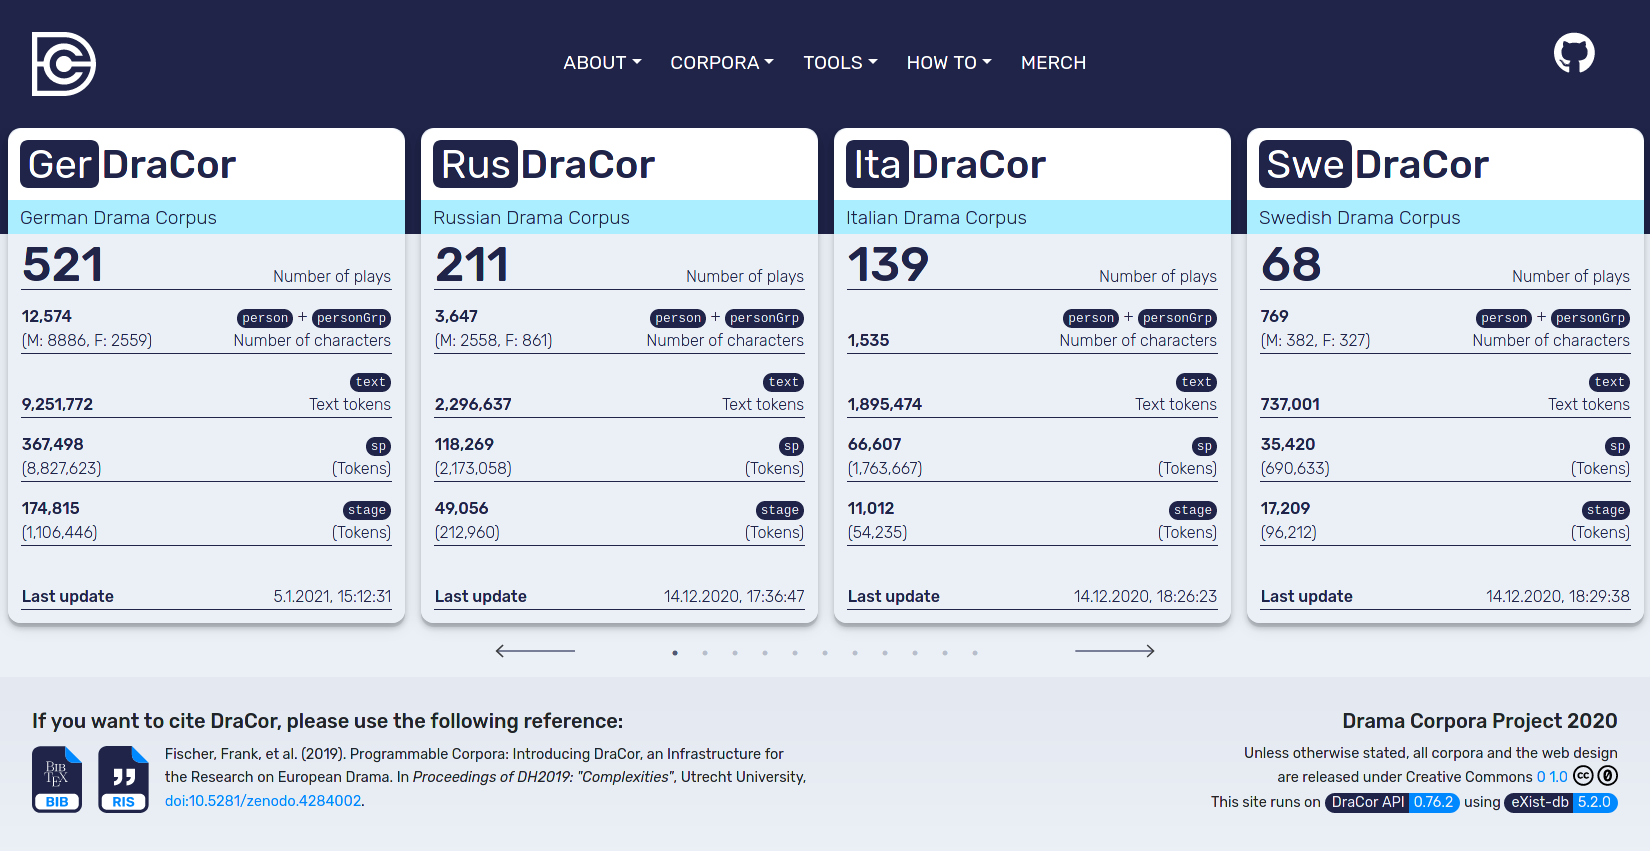 ABOUT CORPORA TOOLS HOW TO MERCH
Ger DraCor
German Drama Corpus
521 Number of plays
12,574 person + personGrp
(M: 8886, F: 2559) Number of characters
text
9,251,772 Text tokens
367,498 sp
(8,827,623) (Tokens)
174,815 stage
(1,106,446) (Tokens)
Last update 5.1.2021, 15:12:31
Rus DraCor
Russian Drama Corpus
211 Number of plays
3,647 person + personGrp
(M: 2558, F: 861) Number of characters
text
2,296,637 Text tokens
118,269 sp
(2,173,058) (Tokens)
49,056 stage
(212,960) (Tokens)
Last update 14.12.2020, 17:36:47
Ita DraCor
Italian Drama Corpus
139 Number of plays
person + personGrp
1,535 Number of characters
text
1,895,474 Text tokens
66,607 sp
(1,763,667) (Tokens)
11,012 stage
(54,235) (Tokens)
Last update 14.12.2020, 18:26:23
Swe DraCor
Swedish Drama Corpus
68 Number of plays
769 person + personGrp
(M: 382, F: 327) Number of characters
text
737,001 Text tokens
35,420 sp
(690,633) (Tokens)
17,209 stage
(96,212) (Tokens)
Last update 14.12.2020, 18:29:38
If you want to cite DraCor, please use the following reference:
BIBTEX
BIB
RIS
Fischer, Frank, et al. (2019). Programmable Corpora: Introducing DraCor, an Infrastructure for
the Research on European Drama. In Proceedings of DH2019: "Complexities", Utrecht University,
doi:10.5281/zenodo.4284002.
Drama Corpora Project 2020
Unless otherwise stated, all corpora and the web design
are released under Creative Commons 0 1.0 cc 0
This site runs on DraCor API 0.76.2 using eXist-db 5.2.0